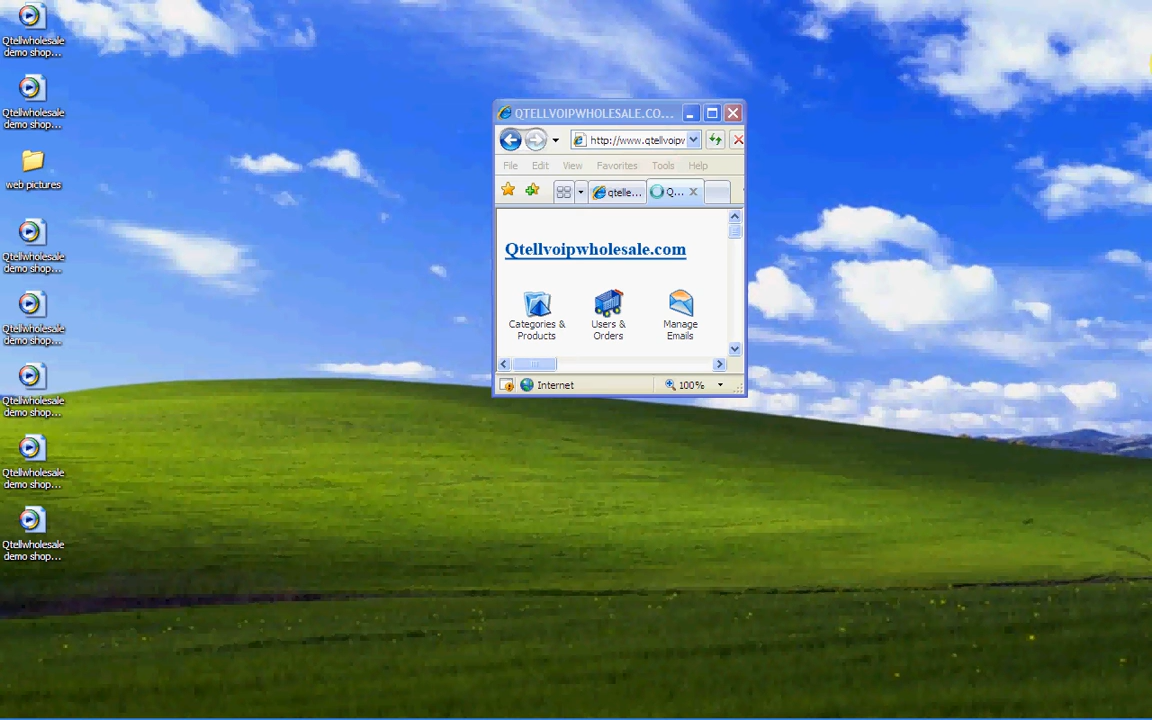 Qtellwholesale
demo shop...
Qtellwholesale
demo shop...
web pictures
Qtellwholesale
demo shop...
Qtellwholesale
demo shop...
Qtellwholesale
demo shop...
Qtellwholesale
demo shop...
Qtellwholesale
demo shop...
QTELLVOIPWHOLESALE.CO...
http://www.qtellvoipw
File Edit View Favorites Tools Help
qtelle... Q...
Qtellvoipwholesale.com
Categories & Users & Manage
Products Orders Emails
Internet 100%